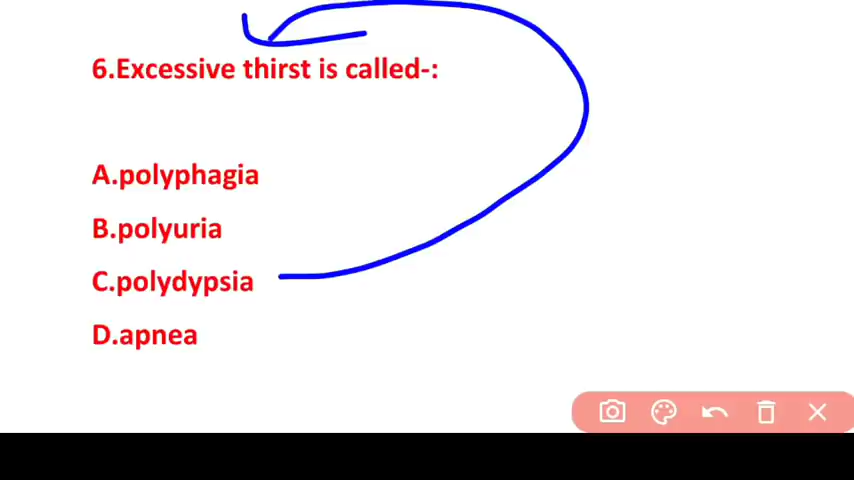 6.Excessive thirst is called-:
A.polyphagia
B.polyuria
C.polydypsia
D.apnea